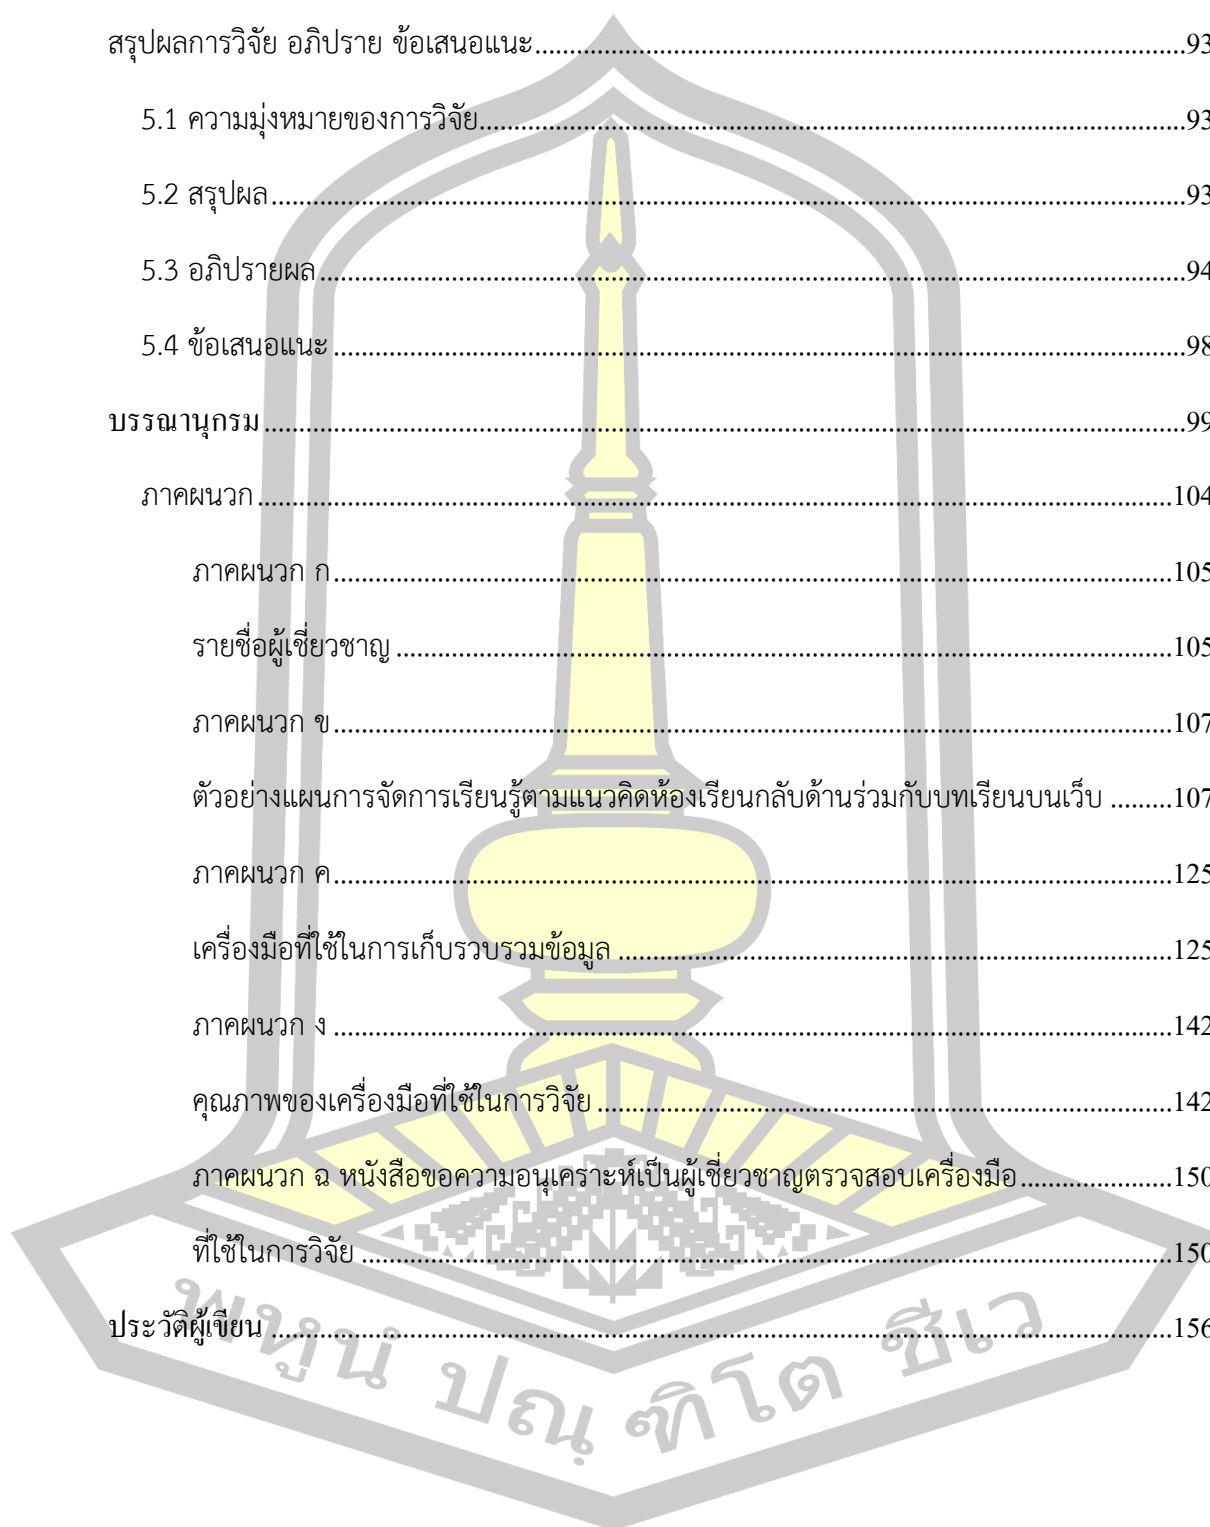 สรุปผลการวิจัย อภิปราย ข้อเสนอแนะ...........93
5.1 ความมุ่งหมายของการวิจัย...........93
5.2 สรุปผล...........93
5.3 อภิปรายผล...........94
5.4 ข้อเสนอแนะ...........98
บรรณานุกรม...........99
ภาคผนวก...........104
ภาคผนวก ก...........105
รายชื่อผู้เชี่ยวชาญ...........105
ภาคผนวก ข...........107
ตัวอย่างแผนการจัดการเรียนรู้ตามแนวคิดห้องเรียนกลับด้านร่วมกับบทเรียนบนเว็บ.........107
ภาคผนวก ค...........125
เครื่องมือที่ใช้ในการเก็บรวบรวมข้อมูล...........125
ภาคผนวก ง...........142
คุณภาพของเครื่องมือที่ใช้ในการวิจัย...........142
ภาคผนวก ฉ หนังสือขอความอนุเคราะห์เป็นผู้เชี่ยวชาญตรวจสอบเครื่องมือ...........150
ที่ใช้ในการวิจัย...........150
ประวัติผู้เขียน...........156
พหูนํ ปณฺฑิโต ชีเว